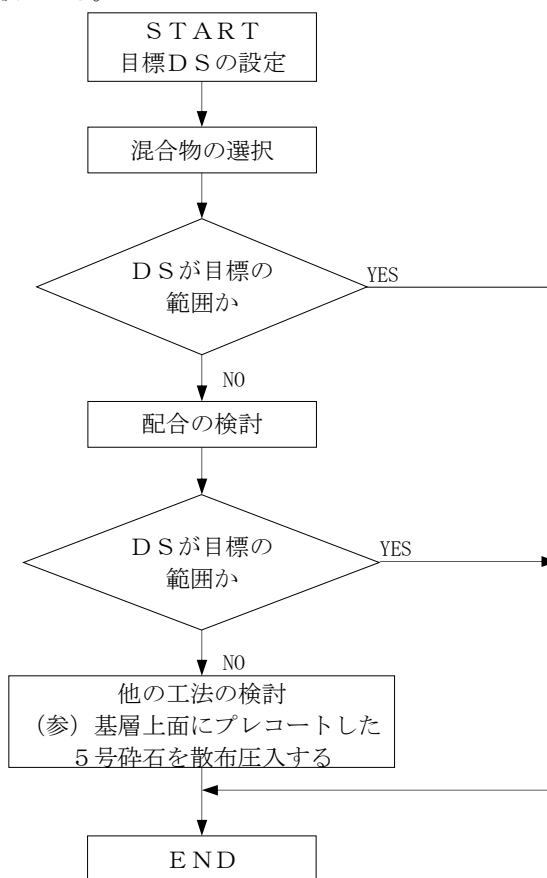 ＳＴＡＲＴ
目標ＤＳの設定
混合物の選択
ＤＳが目標の
範囲か
YES
NO
配合の検討
ＤＳが目標の
範囲か
YES
NO
他の工法の検討
（参）基層上面にプレコートした
５号砕石を散布圧入する
ＥＮＤ